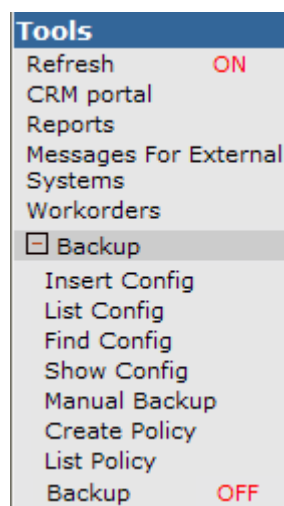 Tools
Refresh ON
CRM portal
Reports
Messages For External
Systems
Workorders
Backup
Insert Config
List Config
Find Config
Show Config
Manual Backup
Create Policy
List Policy
Backup OFF